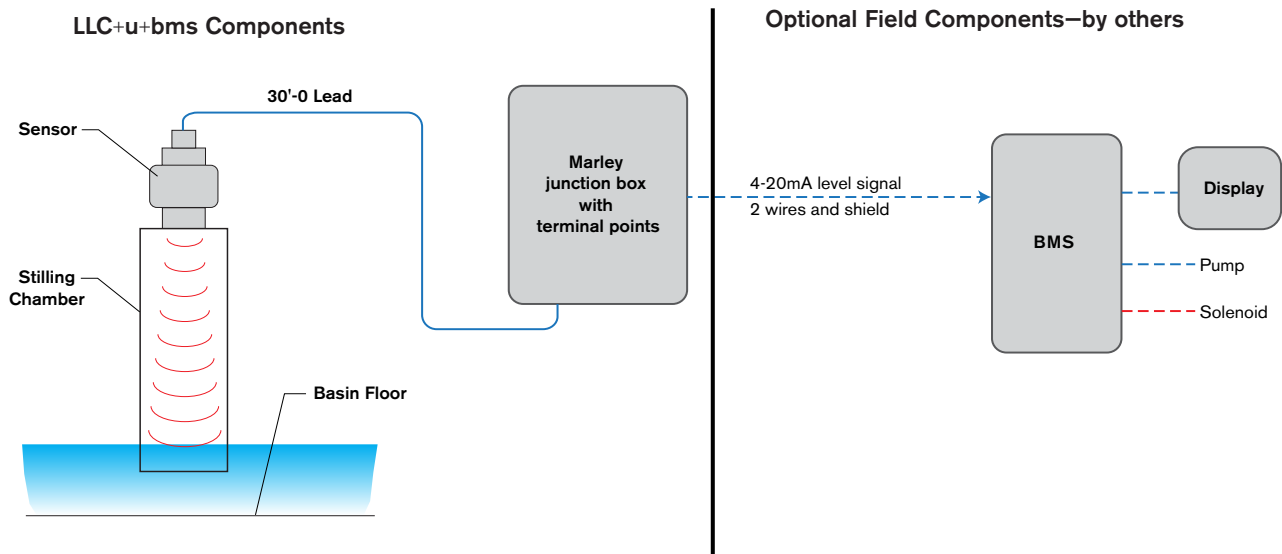 LLC+u+bms Components
Optional Field Components—by others
30'-0 Lead
Sensor
Marley
junction box
with
terminal points
4-20mA level signal
2 wires and shield
BMS
Display
Pump
Solenoid
Stilling
Chamber
Basin Floor